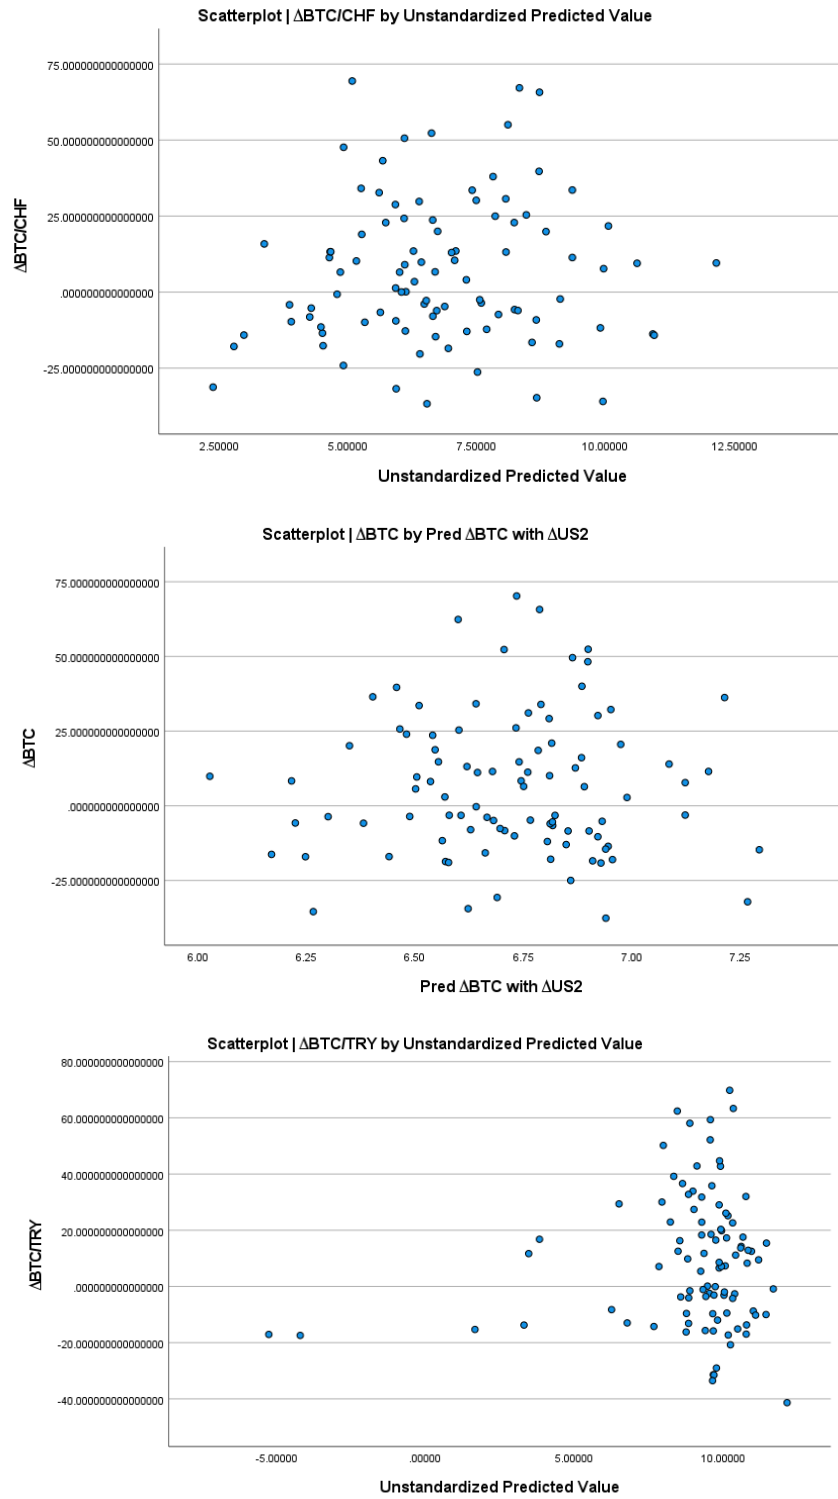 Scatterplot | ΔBTC/CHF by Unstandardized Predicted Value
75.000000000000000
50.000000000000000
25.000000000000000
.000000000000000
-25.000000000000000
ΔBTC/CHF
2.50000 5.00000 7.50000 10.00000 12.50000
Unstandardized Predicted Value
Scatterplot | ΔBTC by Pred ΔBTC with ΔUS2
75.000000000000000
50.000000000000000
25.000000000000000
.000000000000000
-25.000000000000000
ΔBTC
6.00 6.25 6.50 6.75 7.00 7.25
Pred ΔBTC with ΔUS2
Scatterplot | ΔBTC/TRY by Unstandardized Predicted Value
80.000000000000000
60.000000000000000
40.000000000000000
20.000000000000000
.000000000000000
-20.000000000000000
-40.000000000000000
ΔBTC/TRY
-5.00000 .00000 5.00000 10.00000
Unstandardized Predicted Value